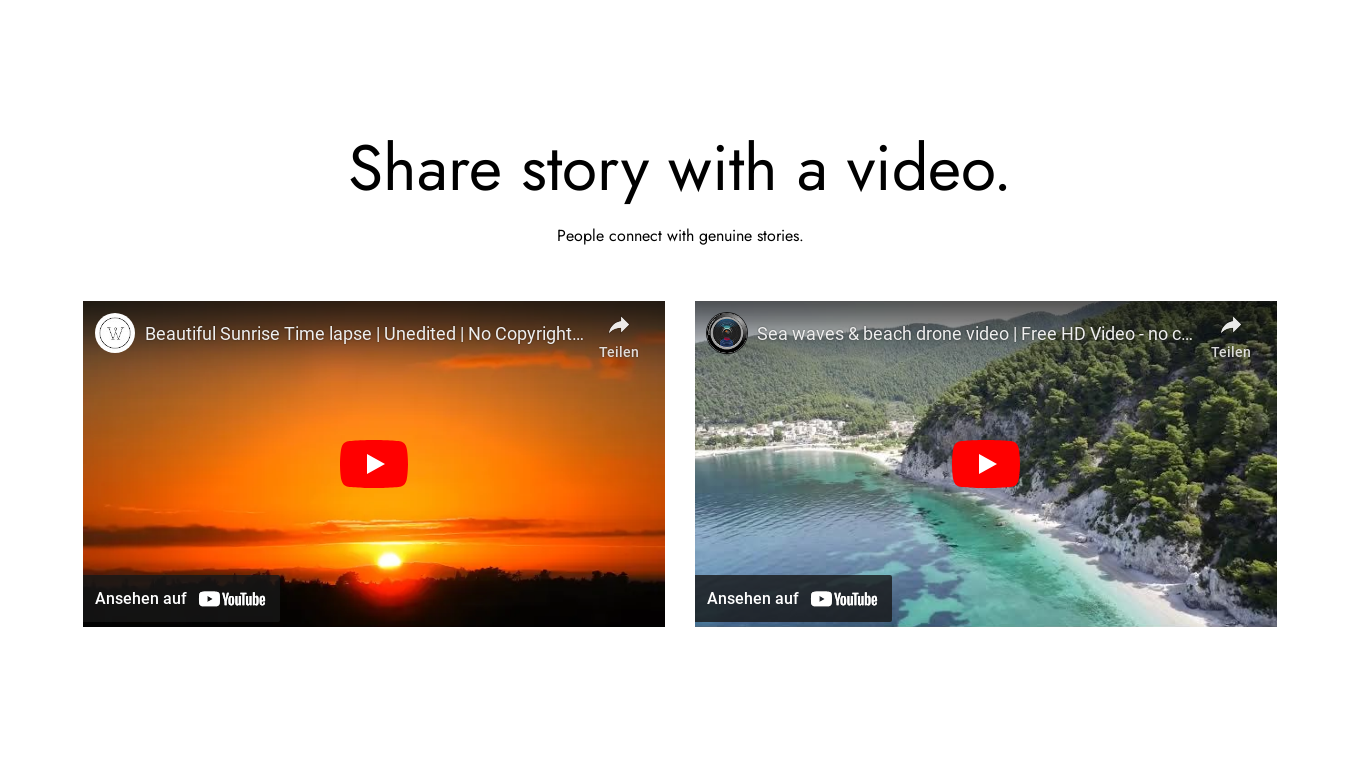 Share story with a video.
People connect with genuine stories.
W
Beautiful Sunrise Time lapse | Unedited | No Copyright...
Teilen
Sea waves & beach drone video | Free HD Video - no c...
Teilen
Ansehen auf YouTube
Ansehen auf YouTube